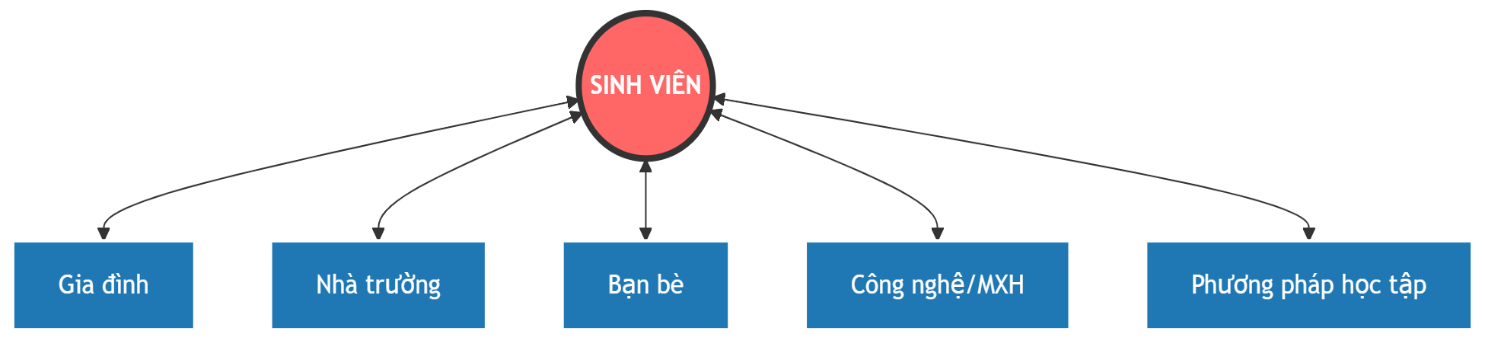 SINH VIÊN
Gia đình
Nhà trường
Bạn bè
Công nghệ/MXH
Phương pháp học tập